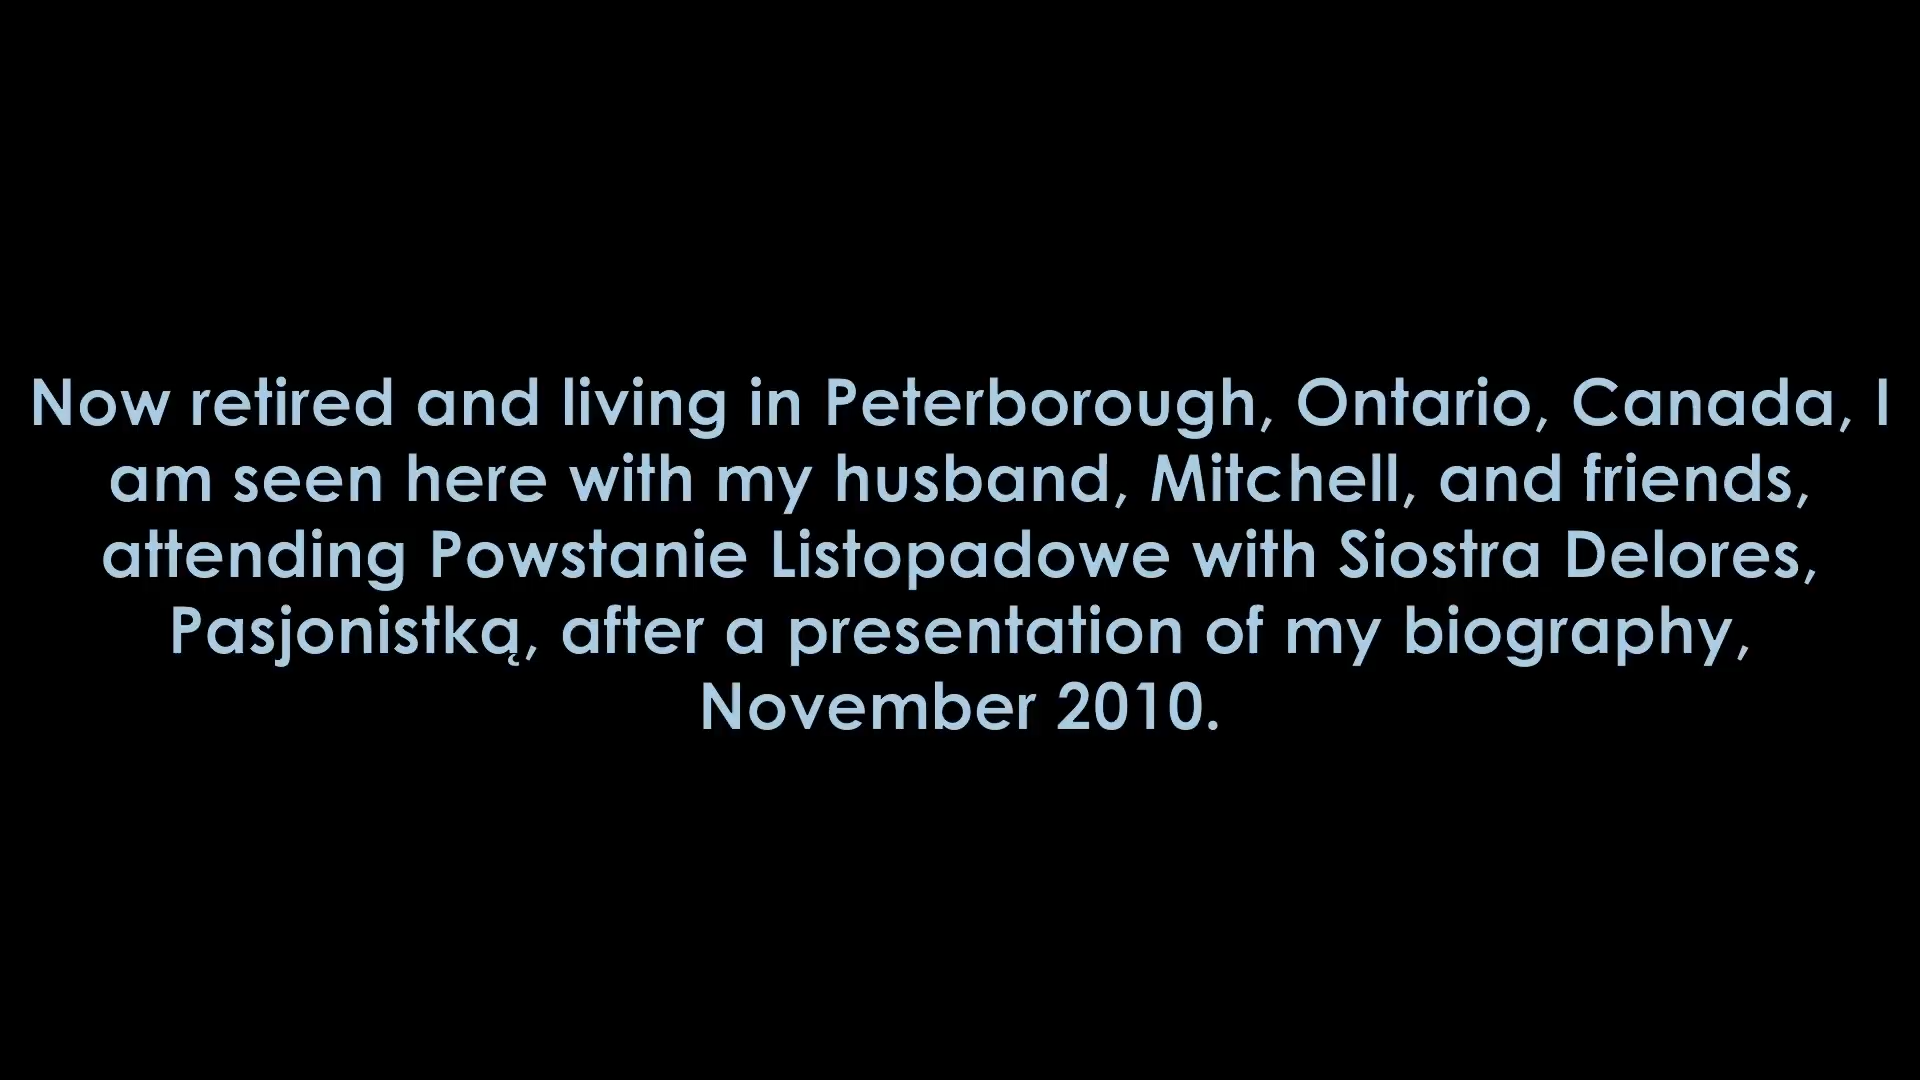 Now retired and living in Peterborough, Ontario, Canada, I
am seen here with my husband, Mitchell, and friends,
attending Powstanie Listopadowe with Siostra Delores,
Pasjonistką, after a presentation of my biography,
November 2010.